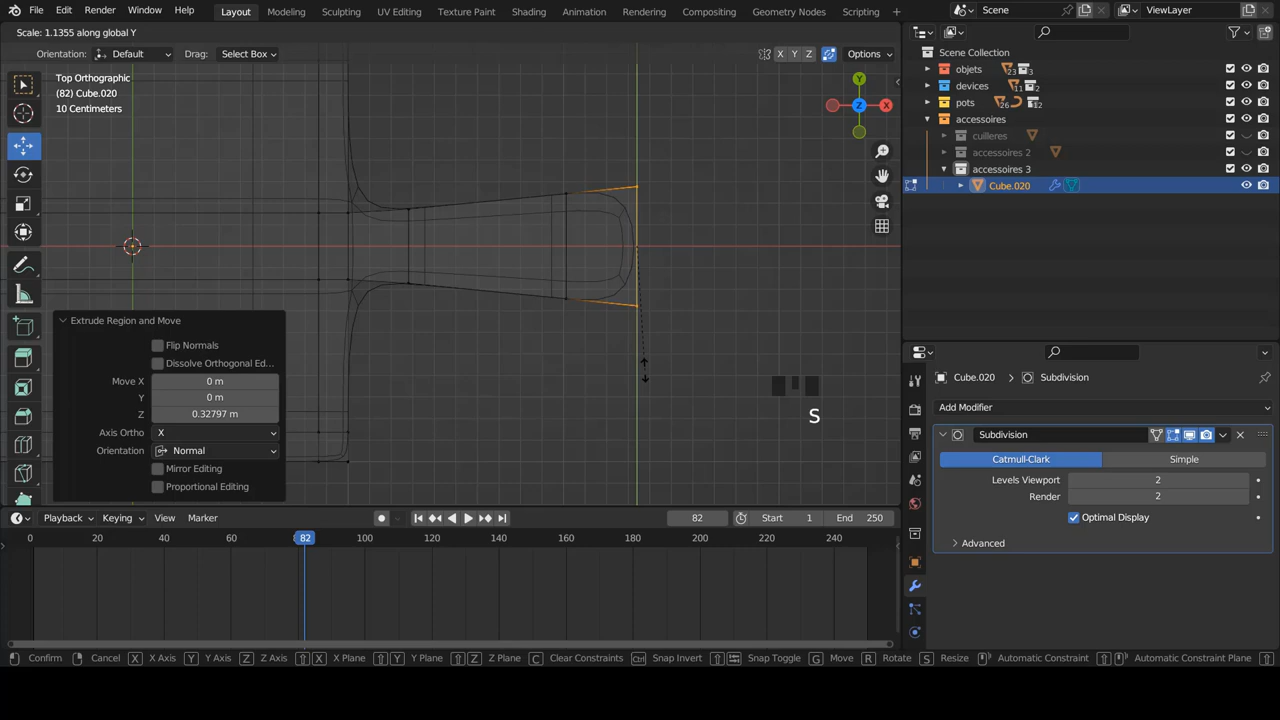 File Edit Render Window Help Layout Modeling Sculpting UV Editing Texture Paint Shading Animation Rendering Compositing Geometry Nodes Scripting Scene ViewLayer
Scale: 1.1355 along global Y
Orientation: Default Drag: Select Box X Y Z Options
Top Orthographic
(82) Cube.020
10 Centimeters
Y
Z
X
Scene Collection
objets 23 3
devices 11 2
pots 26 12
accessoires
cuilleres
accessoires 2
accessoires 3
Cube.020
Extrude Region and Move
Flip Normals
Dissolve Orthogonal Ed...
Move X 0 m
Y 0 m
Z 0.32797 m
Axis Ortho X
Orientation Normal
Mirror Editing
Proportional Editing
S
Cube.020 Subdivision
Add Modifier
Subdivision
Catmull-Clark Simple
Levels Viewport 2
Render 2
Optimal Display
Advanced
Playback Keying View Marker 82 Start 1 End 250
0 20 40 60 82 100 120 140 160 180 200 220 240
Confirm Cancel X X Axis Y Y Axis Z Z Axis X X Plane Y Y Plane Z Z Plane C Clear Constraints Ctrl Snap Invert Snap Toggle G Move R Rotate S Resize Automatic Constraint Automatic Constraint Plane